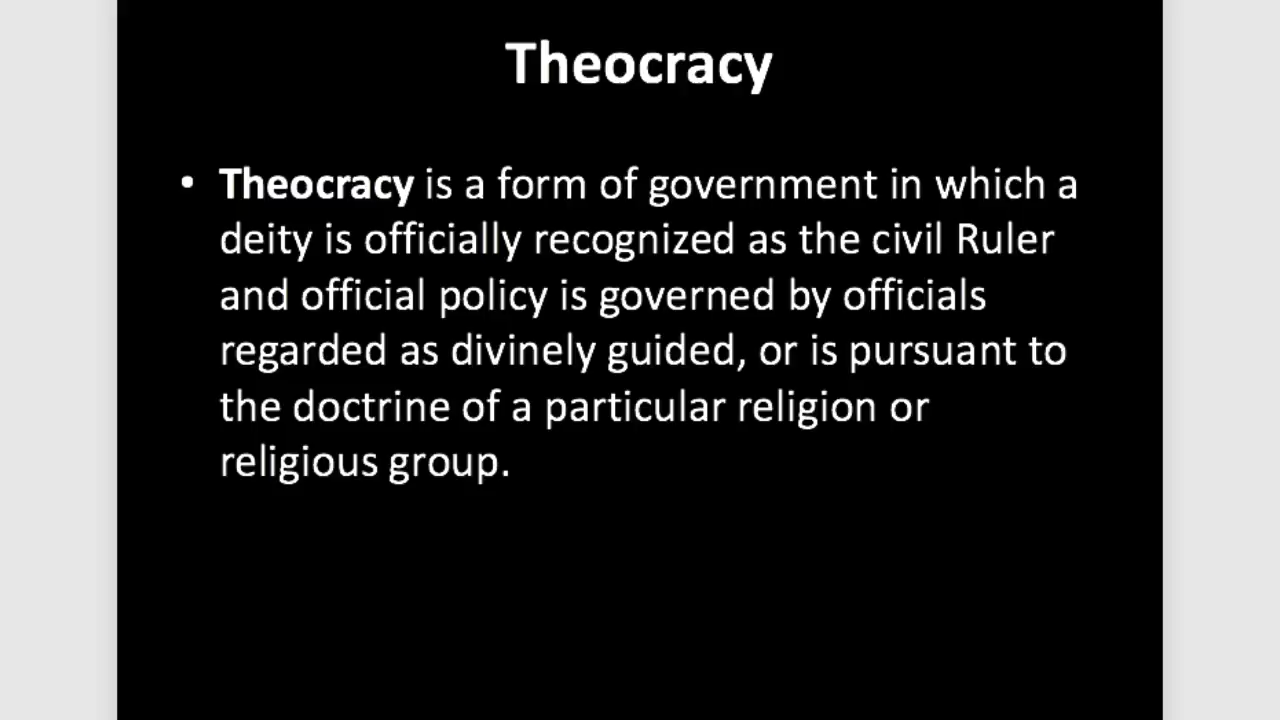 Theocracy
• Theocracy is a form of government in which a
deity is officially recognized as the civil Ruler
and official policy is governed by officials
regarded as divinely guided, or is pursuant to
the doctrine of a particular religion or
religious group.